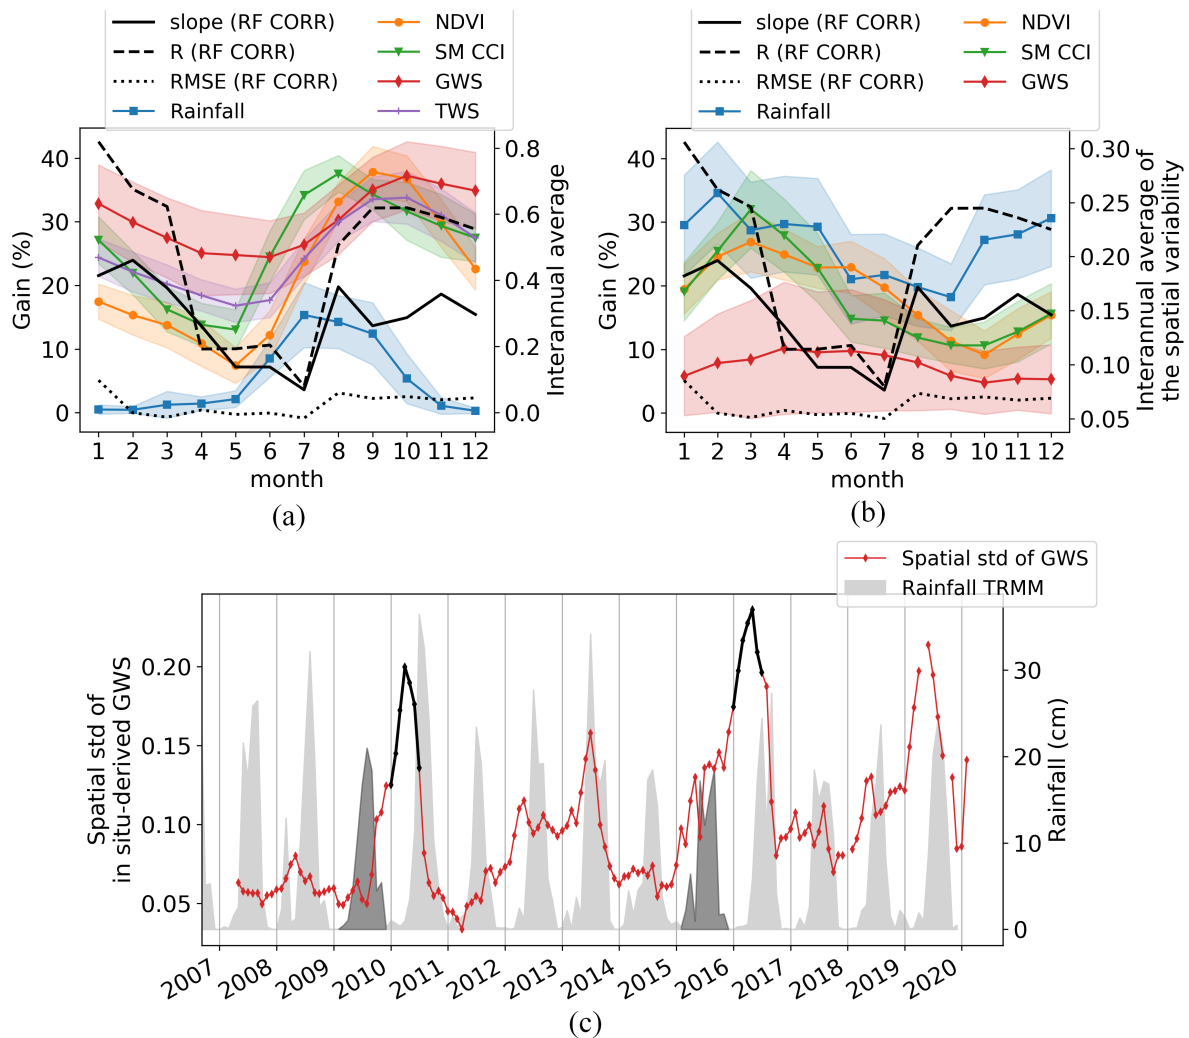 slope (RF CORR)
R (RF CORR)
RMSE (RF CORR)
Rainfall
NDVI
SM CCI
GWS
TWS
Gain (%)
40
30
20
10
0
0.8
0.6
0.4
0.2
0.0
Interannual average
1 2 3 4 5 6 7 8 9 10 11 12
month
(a)
slope (RF CORR)
R (RF CORR)
RMSE (RF CORR)
Rainfall
NDVI
SM CCI
GWS
Gain (%)
40
30
20
10
0
0.30
0.25
0.20
0.15
0.10
0.05
Interannual average of
the spatial variability
1 2 3 4 5 6 7 8 9 10 11 12
month
(b)
Spatial std of GWS
Rainfall TRMM
Spatial std of
in situ-derived GWS
0.20
0.15
0.10
0.05
30
20
10
0
Rainfall (cm)
2007 2008 2009 2010 2011 2012 2013 2014 2015 2016 2017 2018 2019 2020
(c)